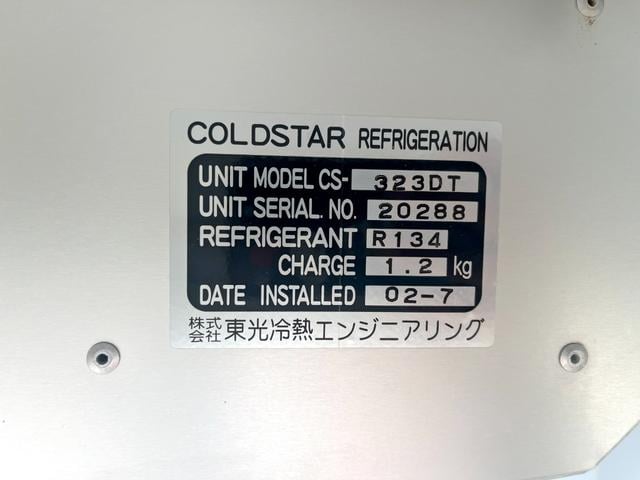 COLDSTAR REFRIGERATION
UNIT MODEL CS- 323DT
UNIT SERIAL. NO. 20288
REFRIGERANT R134
CHARGE 1.2 kg
DATE INSTALLED 02-7
株式会社 東光冷熱エンジニアリング